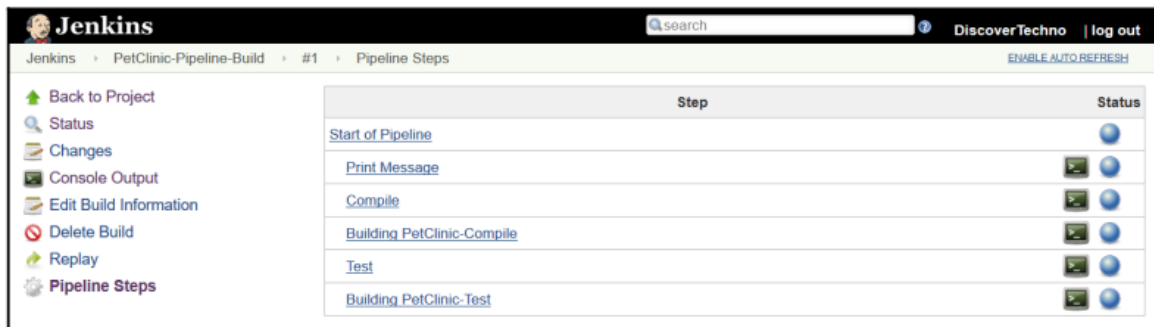 Jenkins
search
DiscoverTechno | log out
Jenkins PetClinic-Pipeline-Build #1 Pipeline Steps
ENABLE AUTO REFRESH
Back to Project
Status
Changes
Console Output
Edit Build Information
Delete Build
Replay
Pipeline Steps
Step Status
Start of Pipeline
Print Message
Compile
Building PetClinic-Compile
Test
Building PetClinic-Test